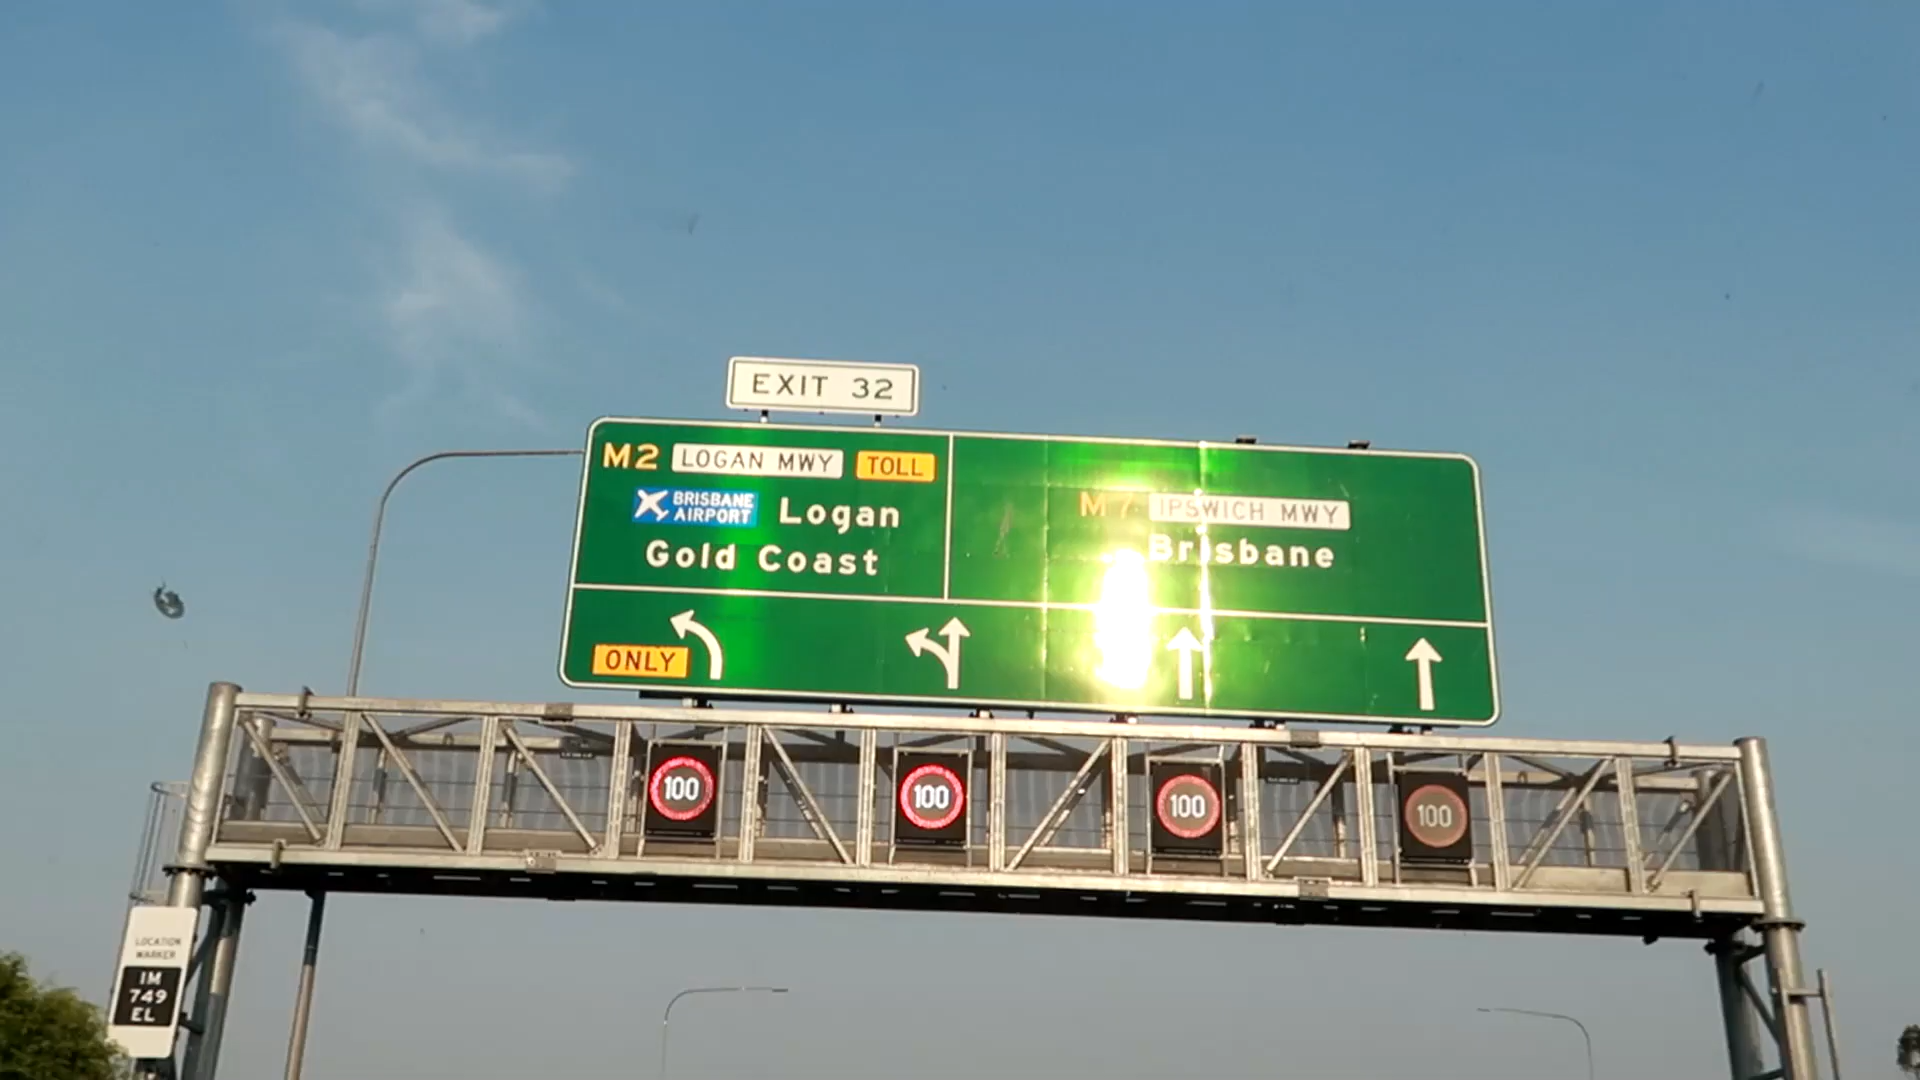 EXIT 32
M2 LOGAN MWY TOLL
BRISBANE AIRPORT Logan
Gold Coast
M7 IPSWICH MWY
Brisbane
ONLY
100 100 100 100
LOCATION
MARKER
IM
749
EL